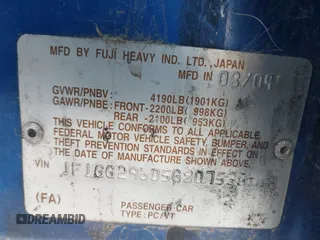 MFD BY FUJI HEAVY IND. LTD. JAPAN
MFD IN 03/04
GVWR/PNBV: 4190LB(1901KG)
GAWR/PNBE: FRONT-2200LB( 998KG)
REAR -2100LB( 953KG)
THIS VEHICLE CONFORMS TO ALL APPLICABLE
FEDERAL MOTOR VEHICLE SAFETY, BUMPER, AND
THEFT PREVENTION STANDARDS IN EFFECT
ON THE DATE OF MANUFACTURE SHOWN ABOVE.
VIN
(FA)
PASSENGER CAR
TYPE: PC/VT
DREAMBID